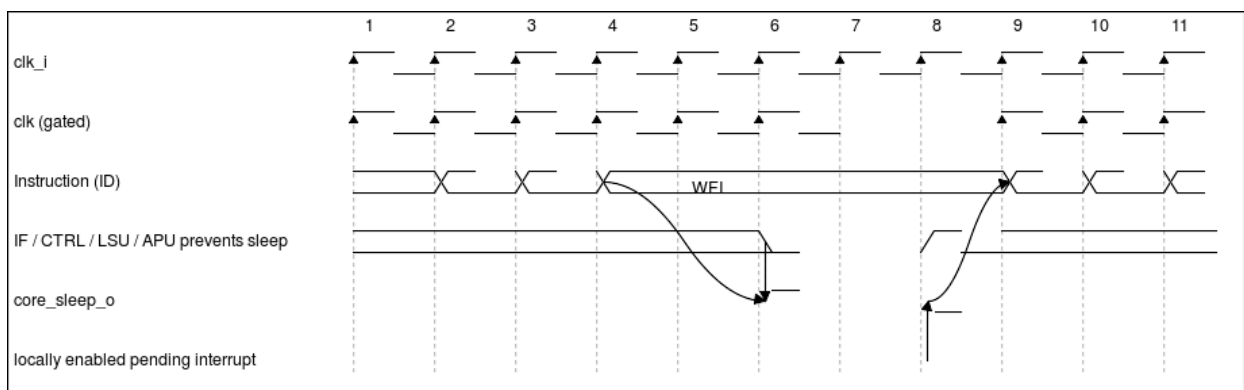 1 2 3 4 5 6 7 8 9 10 11
clk_i
clk (gated)
Instruction (ID)
WFI
IF / CTRL / LSU / APU prevents sleep
core_sleep_o
locally enabled pending interrupt